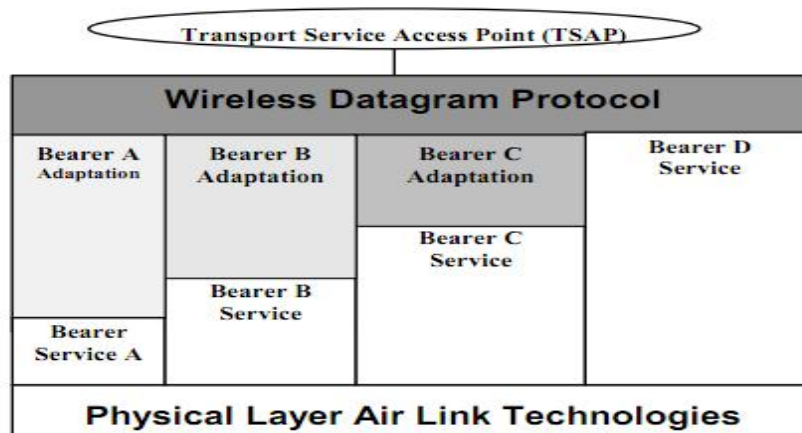 Transport Service Access Point (TSAP)
Wireless Datagram Protocol
Bearer A
Adaptation
Bearer B
Adaptation
Bearer C
Adaptation
Bearer D
Service
Bearer C
Service
Bearer B
Service
Bearer
Service A
Physical Layer Air Link Technologies